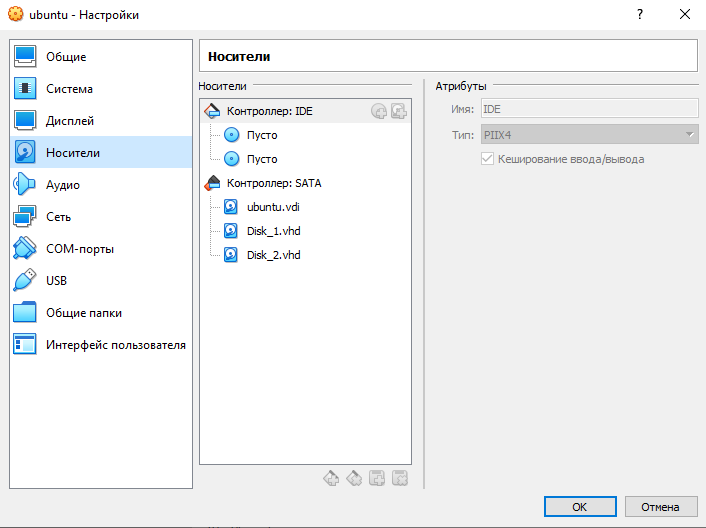 ubuntu - Настройки
Общие
Система
Дисплей
Носители
Аудио
Сеть
COM-порты
USB
Общие папки
Интерфейс пользователя
Носители
Носители
Контроллер: IDE
Пусто
Пусто
Контроллер: SATA
ubuntu.vdi
Disk_1.vhd
Disk_2.vhd
Атрибуты
Имя: IDE
Тип: PIIX4
Кеширование ввода/вывода
OK
Отмена